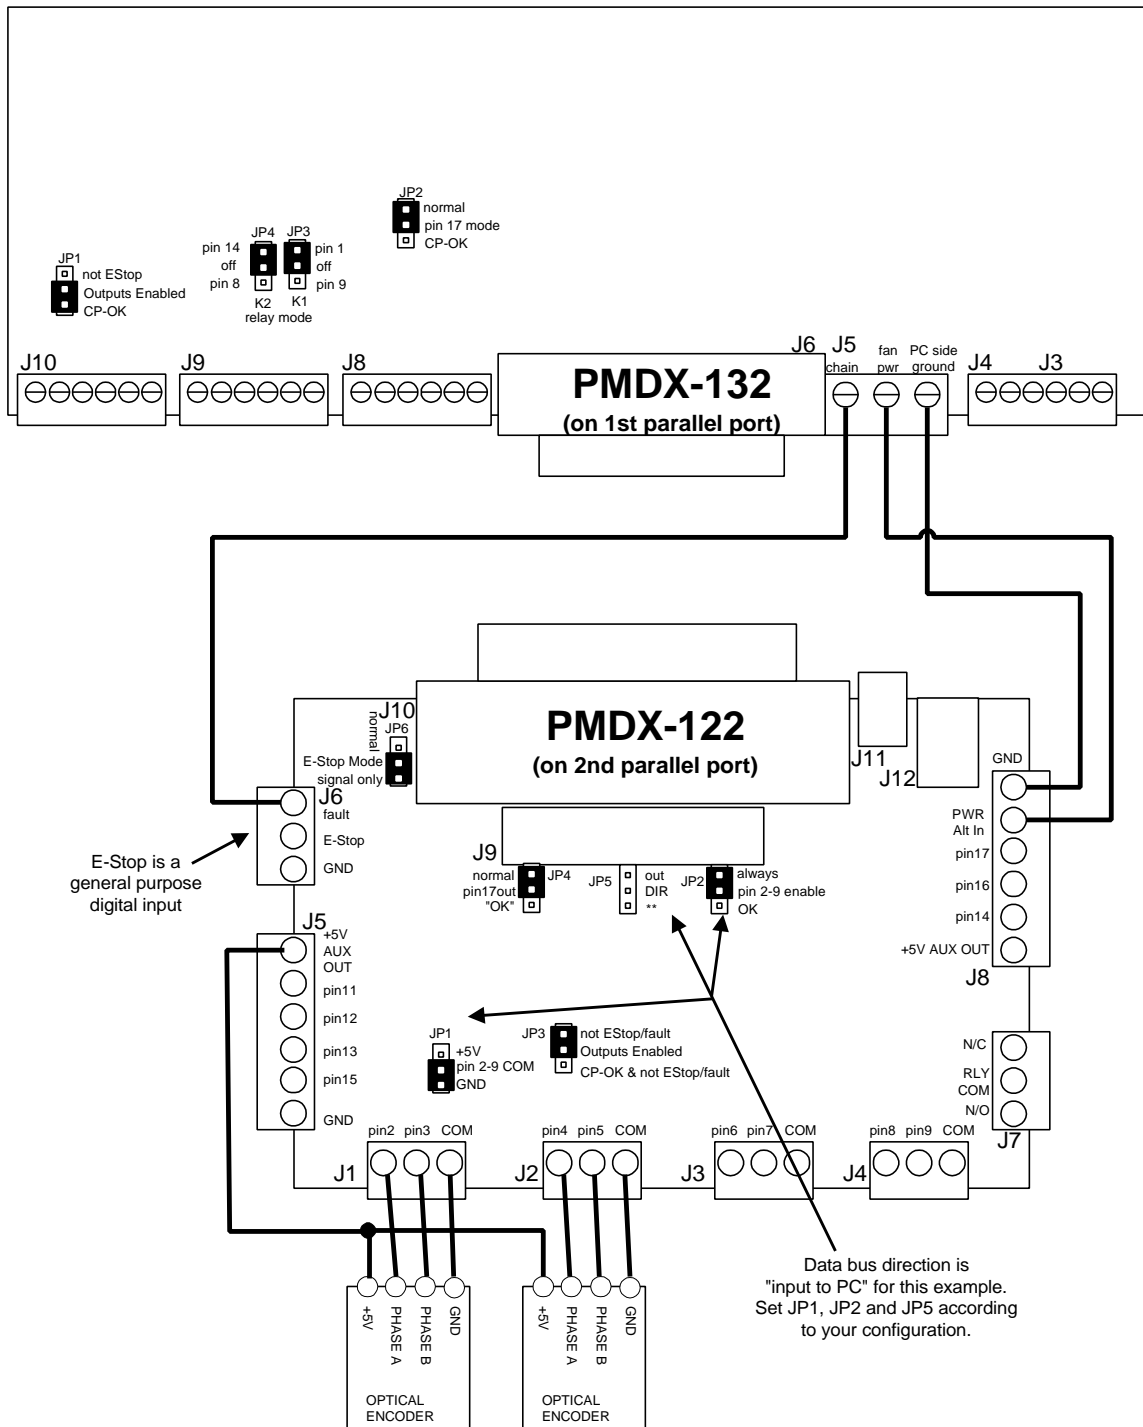 JP2
normal
pin 17 mode
CP-OK
JP4
JP3
pin 14
off
pin 8
pin 1
off
pin 9
K2
K1
relay mode
JP1
not EStop
Outputs Enabled
CP-OK
J10
J9
J8
J6
J5
chain
fan
pwr
PC side
ground
J4
J3
PMDX-132
(on 1st parallel port)
PMDX-122
(on 2nd parallel port)
J10
normal
JP6
E-Stop Mode
signal only
J11
J12
J6
fault
E-Stop
GND
E-Stop is a
general purpose
digital input
GND
PWR
Alt In
pin17
pin16
pin14
+5V AUX OUT
J8
J9
normal
pin17out
"OK"
JP4
JP5
out
DIR
**
JP2
always
pin 2-9 enable
OK
J5
+5V
AUX
OUT
pin11
pin12
pin13
pin15
GND
JP1
+5V
pin 2-9 COM
GND
JP3
not EStop/fault
Outputs Enabled
CP-OK & not EStop/fault
N/C
RLY
COM
N/O
J7
J1
pin2
pin3
COM
J2
pin4
pin5
COM
J3
pin6
pin7
COM
J4
pin8
pin9
COM
Data bus direction is
"input to PC" for this example.
Set JP1, JP2 and JP5 according
to your configuration.
+5V
PHASE A
PHASE B
GND
OPTICAL
ENCODER
+5V
PHASE A
PHASE B
GND
OPTICAL
ENCODER